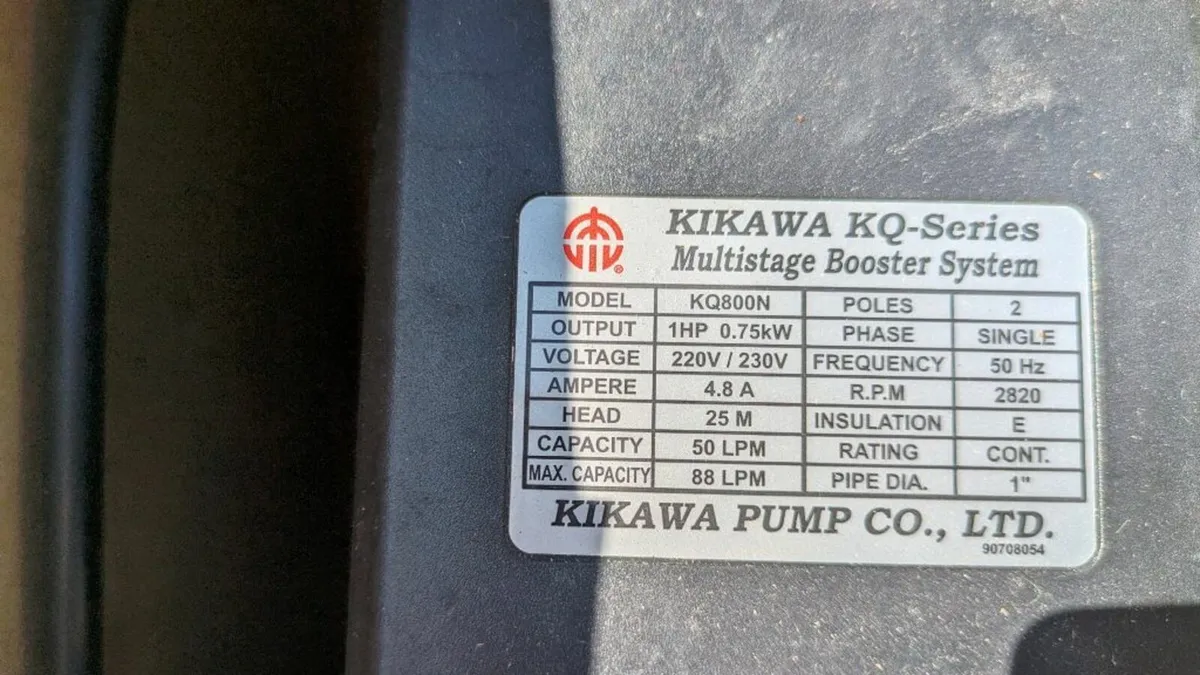 KIKAWA KQ-Series
Multistage Booster System
MODEL KQ800N POLES 2
OUTPUT 1HP 0.75kW PHASE SINGLE
VOLTAGE 220V / 230V FREQUENCY 50 Hz
AMPERE 4.8 A R.P.M 2820
HEAD 25 M INSULATION E
CAPACITY 50 LPM RATING CONT.
MAX. CAPACITY 88 LPM PIPE DIA. 1"
KIKAWA PUMP CO., LTD.
90708054